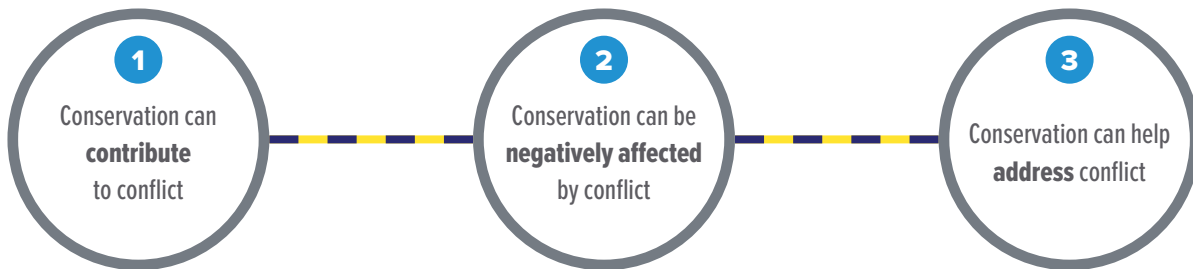 1
Conservation can
contribute
to conflict
2
Conservation can be
negatively affected
by conflict
3
Conservation can help
address conflict